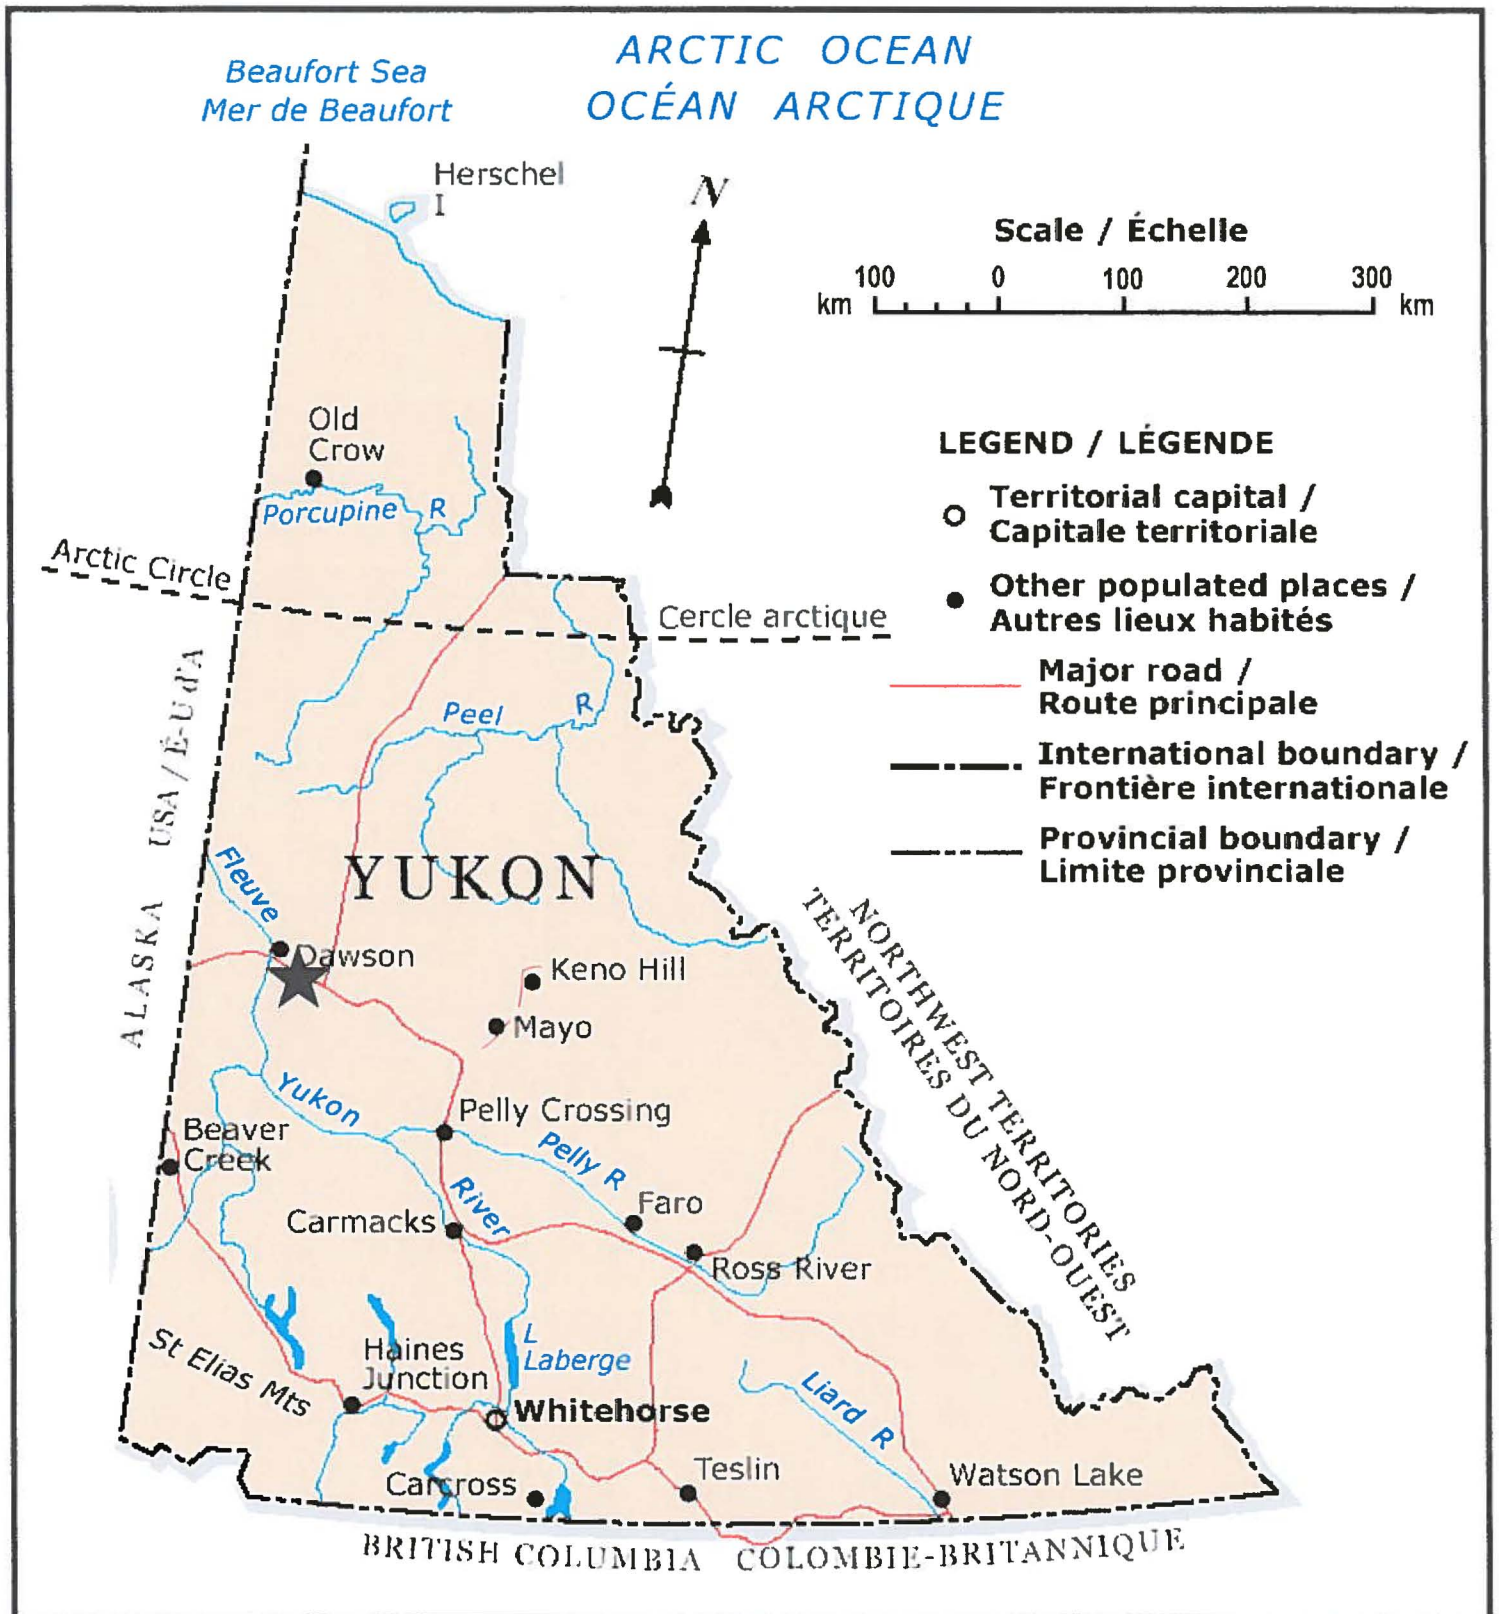 ARCTIC OCEAN
OCÉAN ARCTIQUE
Beaufort Sea
Mer de Beaufort
Herschel
I
N
Scale / Échelle
100 0 100 200 300
km km
Old
Crow
Porcupine R
LEGEND / LÉGENDE
Territorial capital /
Capitale territoriale
Other populated places /
Autres lieux habités
Major road /
Route principale
International boundary /
Frontière internationale
Provincial boundary /
Limite provinciale
Arctic Circle
Cercle arctique
ALASKA USA / É-U d'A
Peel R
YUKON
Fleuve
Dawson
Keno Hill
Mayo
NORTHWEST TERRITORIES
TERRITOIRES DU NORD-OUEST
Yukon
Pelly Crossing
Beaver
Creek
Pelly R
River
Faro
Carmacks
Ross River
St Elias Mts
Haines
Junction
L
Laberge
Whitehorse
Liard R
Carcross
Teslin
Watson Lake
BRITISH COLUMBIA COLOMBIE-BRITANNIQUE